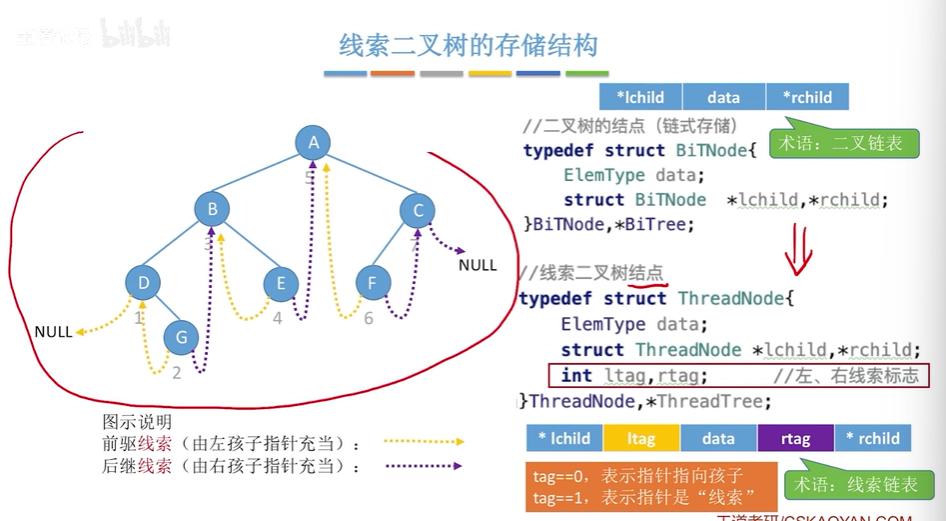 bilibili
线索二叉树的存储结构
*lchild data *rchild
//二叉树的结点（链式存储）
术语：二叉链表
typedef struct BiTNode{
ElemType data;
struct BiTNode *lchild,*rchild;
}BiTNode,*BiTree;
A
5
B
3
C
7
NULL
D
1
E
4
F
6
NULL
G
2
//线索二叉树结点
typedef struct ThreadNode{
ElemType data;
struct ThreadNode *lchild,*rchild;
int ltag,rtag; //左、右线索标志
}ThreadNode,*ThreadTree;
图示说明
前驱线索（由左孩子指针充当）：
后继线索（由右孩子指针充当）：
* lchild ltag data rtag * rchild
tag==0，表示指针指向孩子
tag==1，表示指针是“线索”
术语：线索链表
王道考研/CSKAOYAN.COM